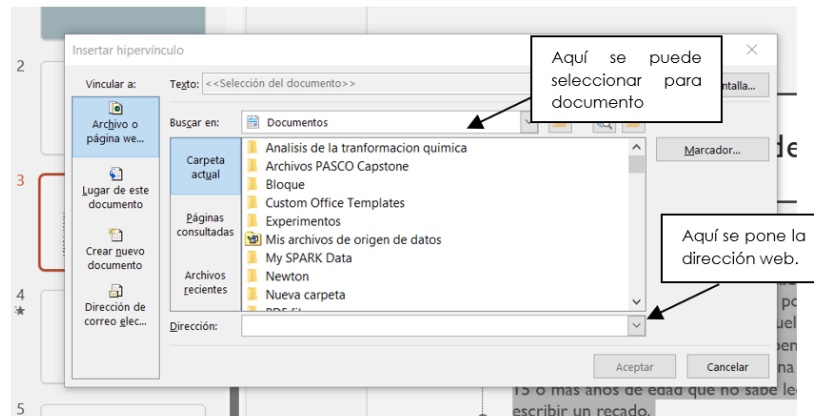 2
Insertar hipervínculo
Vincular a:
Texto: <<Selección del documento>>
Aquí se puede
seleccionar para
documento
ntalla...
Archivo o
página we...
Buscar en: Documentos
Carpeta
actual
Analisis de la tranformacion quimica
Archivos PASCO Capstone
Bloque
Custom Office Templates
Experimentos
Mis archivos de origen de datos
My SPARK Data
Newton
Nueva carpeta
Marcador...
3
Lugar de este
documento
Páginas
consultadas
Aquí se pone la
dirección web.
Crear nuevo
documento
Archivos
recientes
4
Dirección de
correo elec...
Dirección:
Aceptar
Cancelar
15 o más años de edad que no sabe le
escribir un recado.
5